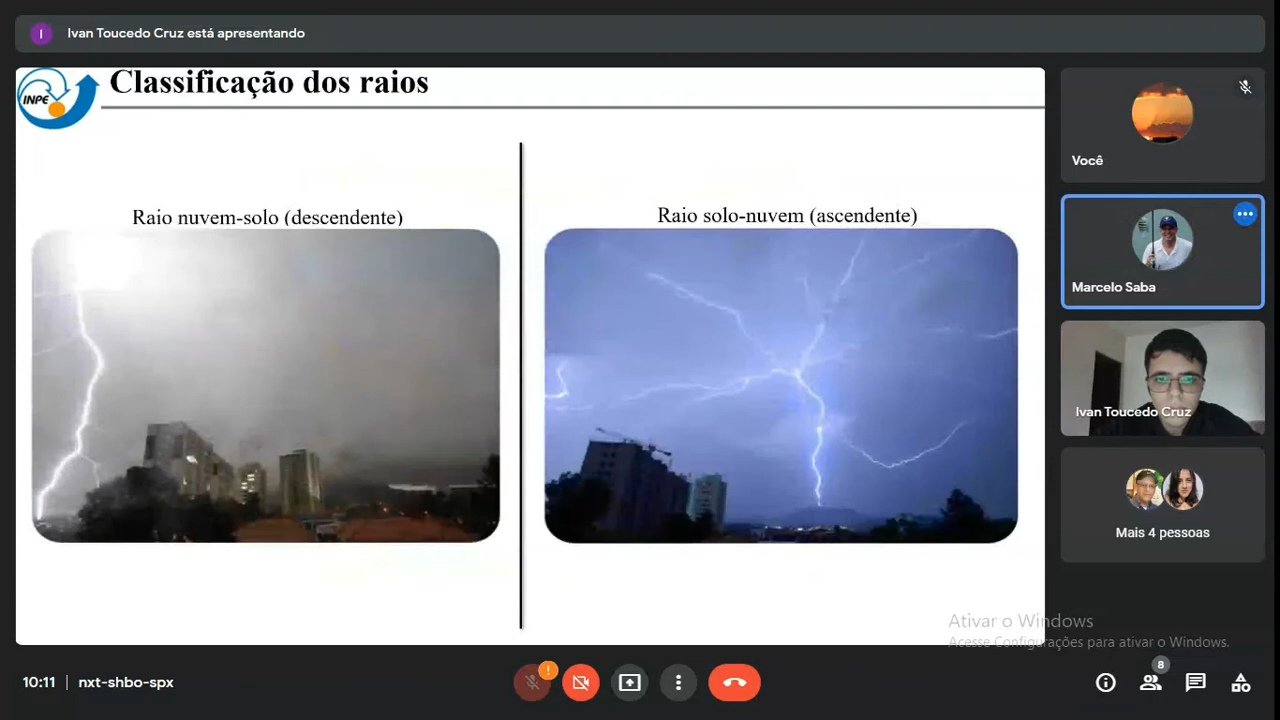 I
Ivan Toucedo Cruz está apresentando
INPE
Classificação dos raios
Raio nuvem-solo (descendente)
Raio solo-nuvem (ascendente)
Você
Marcelo Saba
Ivan Toucedo Cruz
Mais 4 pessoas
Ativar o Windows
Acesse Configurações para ativar o Windows.
10:11 | nxt-shbo-spx
!
8